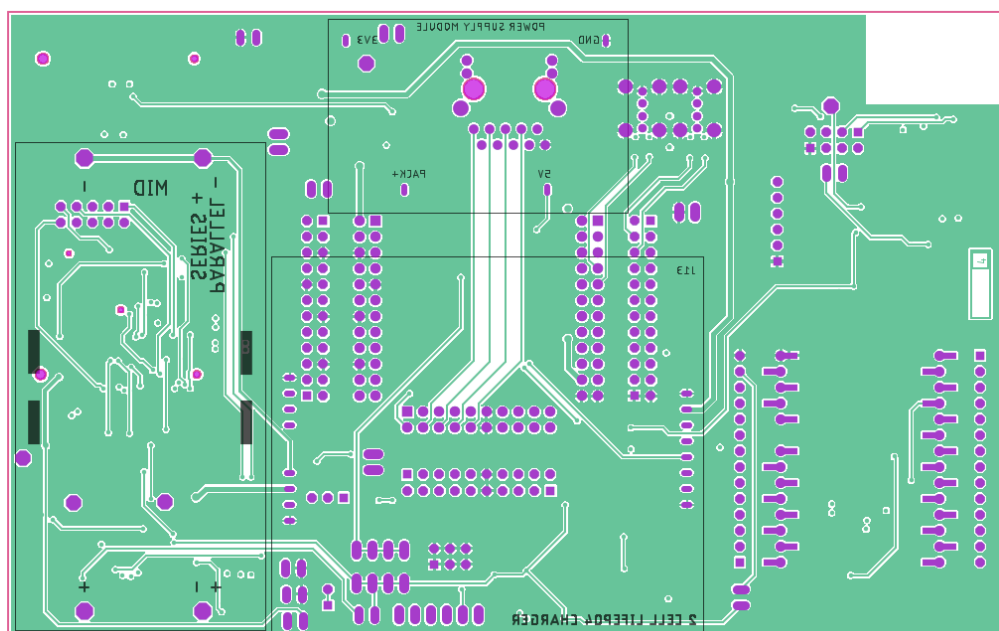 POWER SUPPLY MODULE
3V3
GND
PACK+
5V
- MID
SERIES +
PARALLEL -
J13
+
- +
2 CELL LIFEPO4 CHARGER